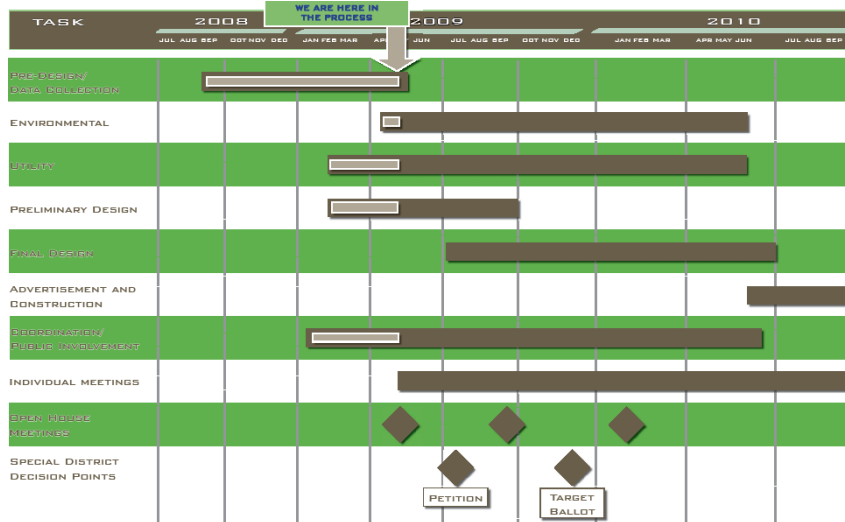 WE ARE HERE IN
THE PROCESS
TASK 2008 2009 2010
JUL AUG SEP OCT NOV DEC JAN FEB MAR JUN JUL AUG SEP OCT NOV DEC JAN FEB MAR APR MAY JUN JUL AUG SEP
PRE-DESIGN/
DATA COLLECTION
ENVIRONMENTAL
UTILITY
PRELIMINARY DESIGN
FINAL DESIGN
ADVERTISEMENT AND
CONSTRUCTION
COORDINATION/
PUBLIC INVOLVEMENT
INDIVIDUAL MEETINGS
OPEN HOUSE
MEETINGS
SPECIAL DISTRICT
DECISION POINTS
PETITION
TARGET
BALLOT